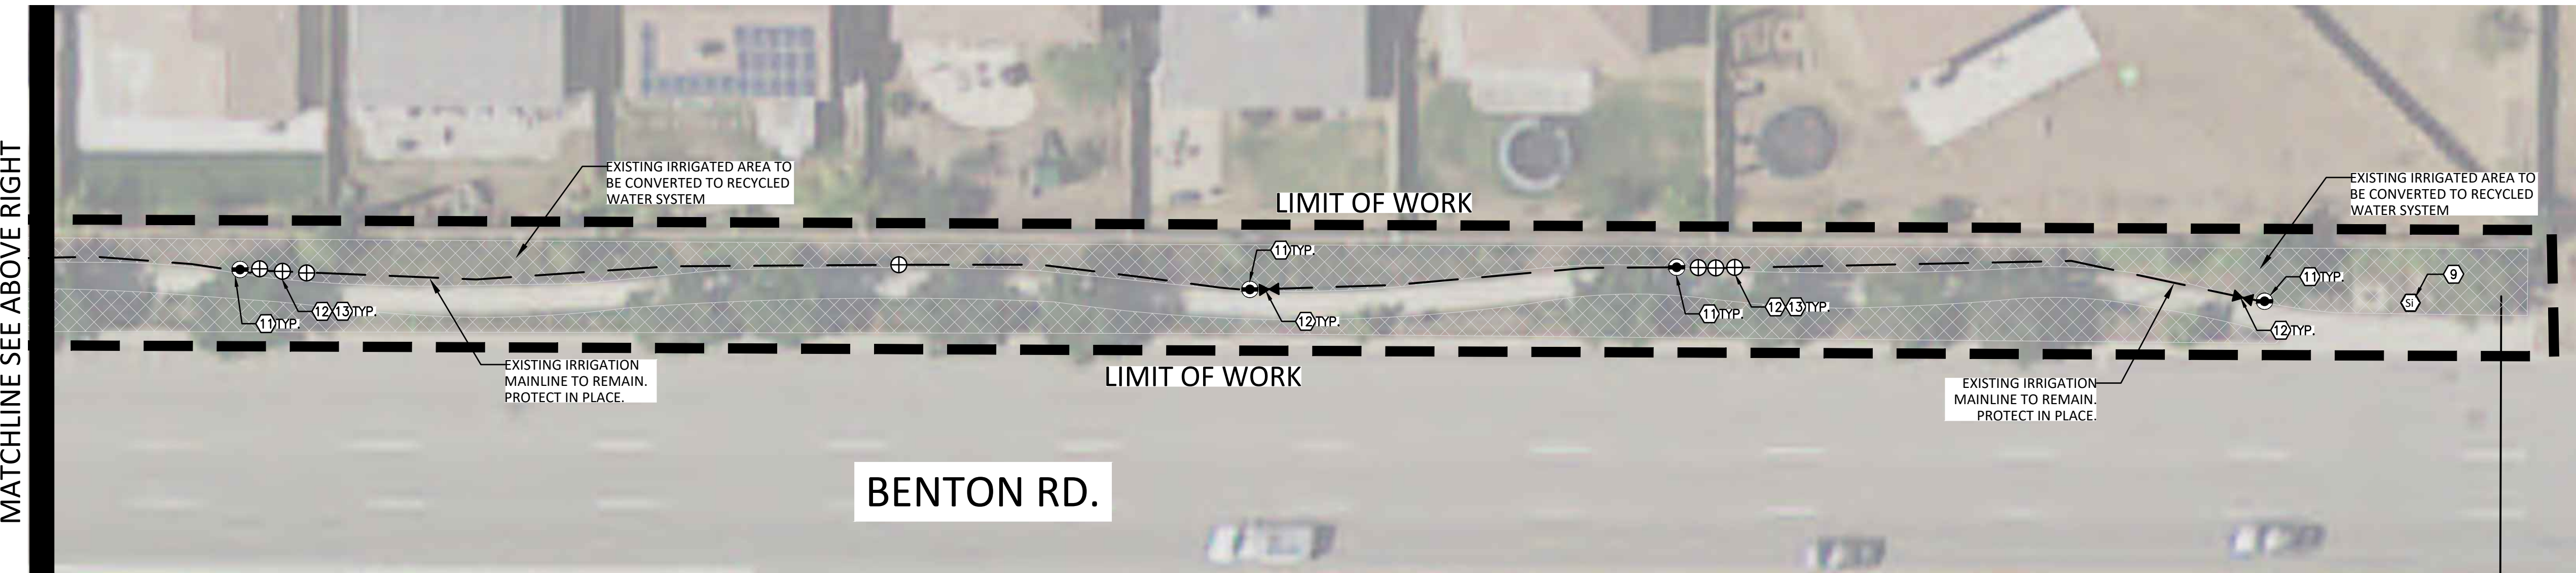 MATCHLINE SEE ABOVE RIGHT
EXISTING IRRIGATED AREA TO
BE CONVERTED TO RECYCLED
WATER SYSTEM
LIMIT OF WORK
EXISTING IRRIGATED AREA TO
BE CONVERTED TO RECYCLED
WATER SYSTEM
11 TYP.
12 13 TYP.
11 TYP.
12 TYP.
11 TYP.
12 13 TYP.
11 TYP.
12 TYP.
9
Si
EXISTING IRRIGATION
MAINLINE TO REMAIN.
PROTECT IN PLACE.
LIMIT OF WORK
EXISTING IRRIGATION
MAINLINE TO REMAIN.
PROTECT IN PLACE.
BENTON RD.